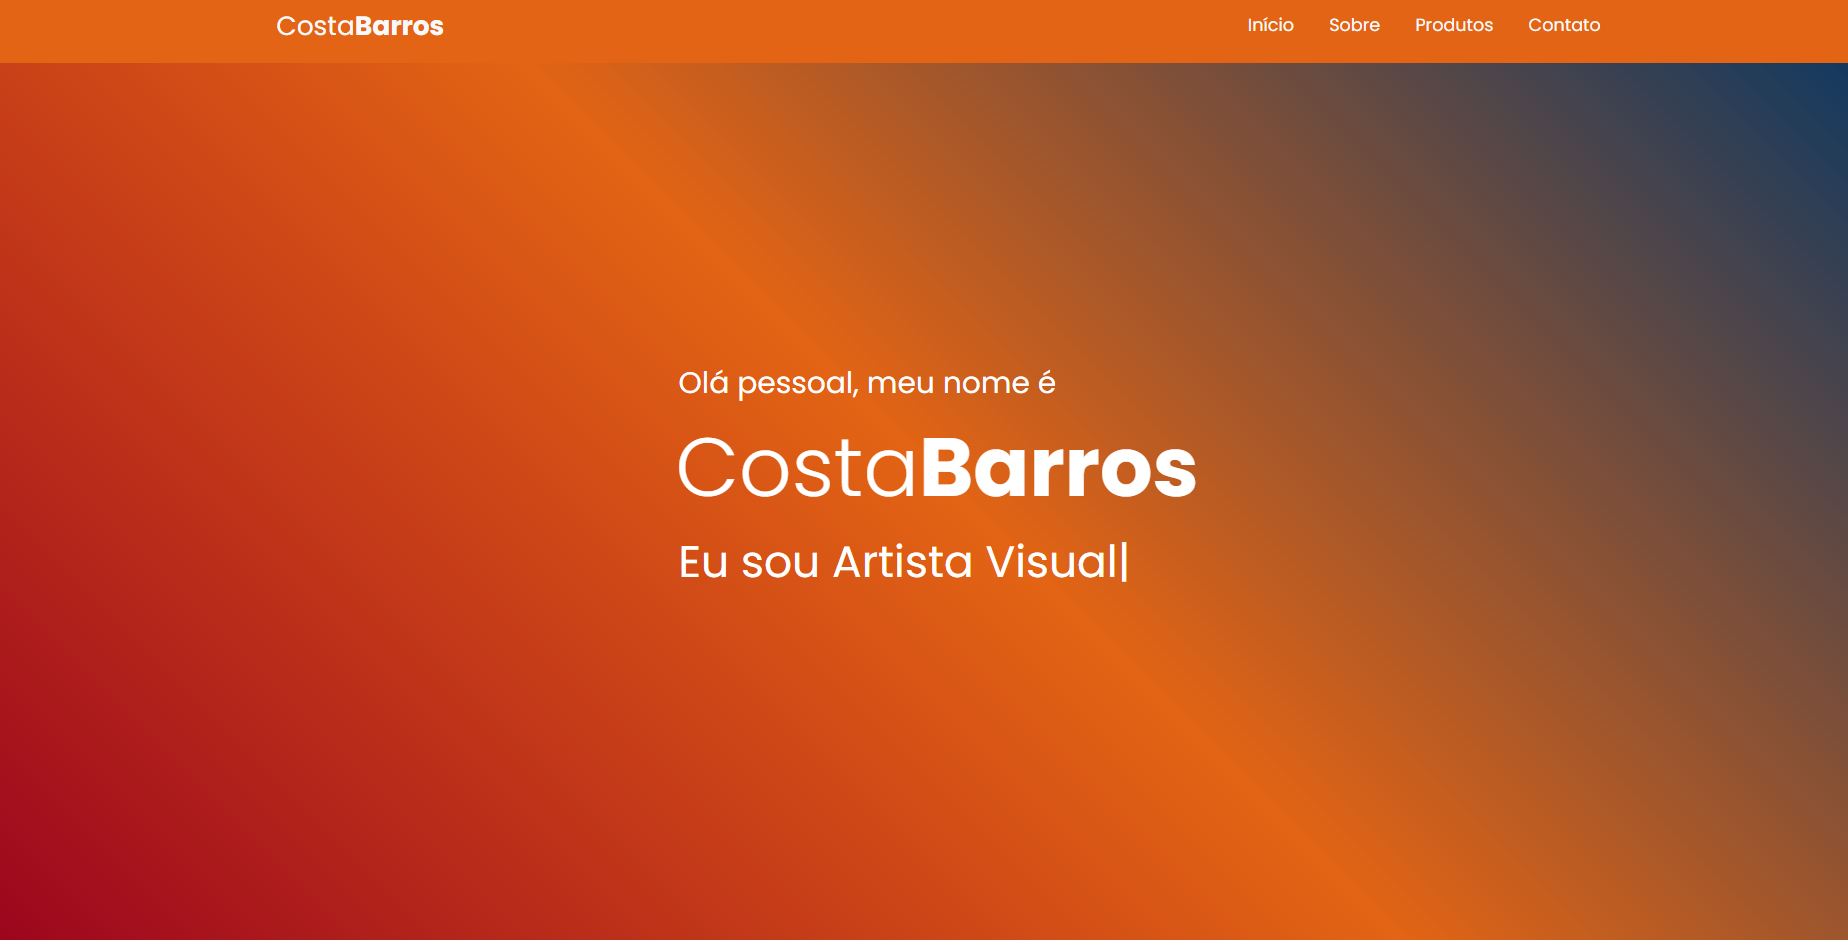 CostaBarros
Início Sobre Produtos Contato
Olá pessoal, meu nome é
CostaBarros
Eu sou Artista Visual|